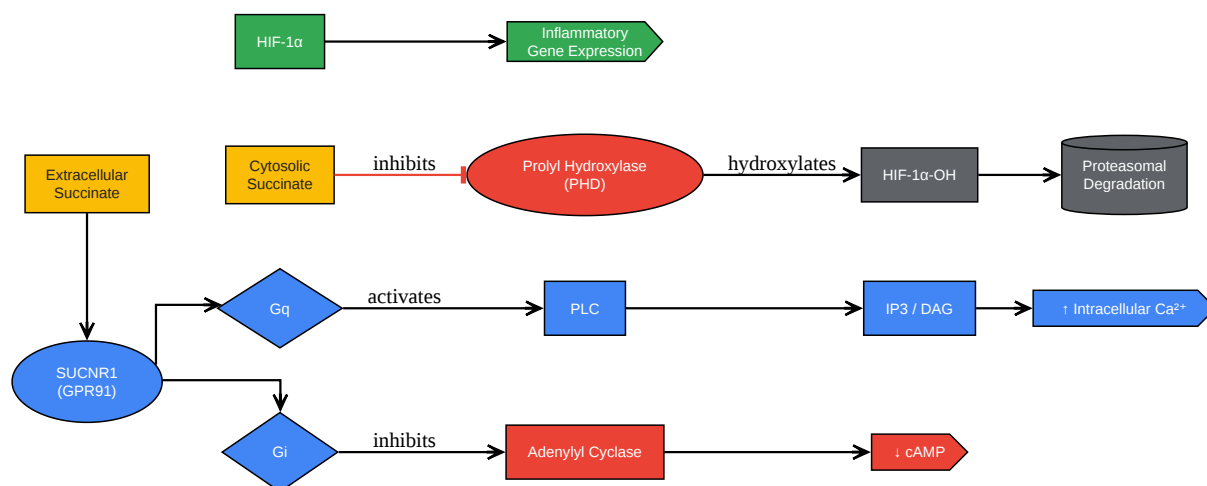 HIF-1α
Inflammatory
Gene Expression
Extracellular
Succinate
Cytosolic
Succinate
inhibits
Prolyl Hydroxylase
(PHD)
hydroxylates
HIF-1α-OH
Proteasomal
Degradation
Gq
activates
PLC
IP3 / DAG
↑ Intracellular Ca²⁺
SUCNR1
(GPR91)
Gi
inhibits
Adenylyl Cyclase
↓ cAMP